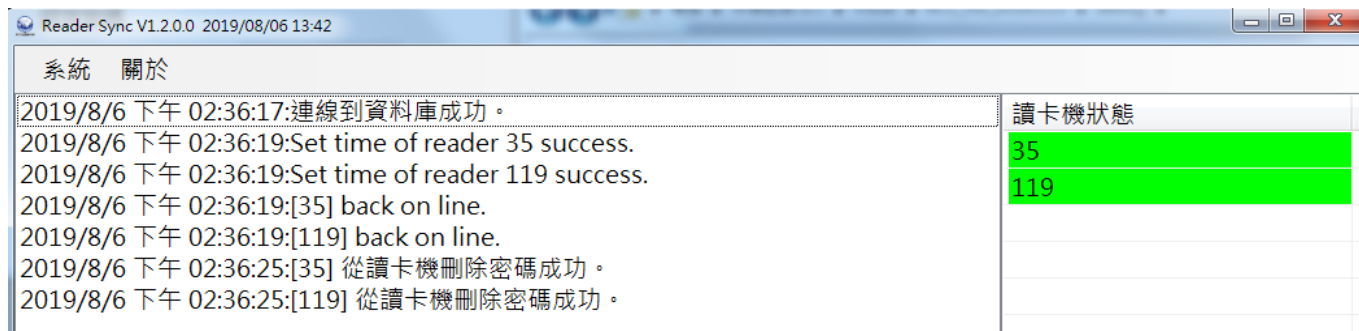 Reader Sync V1.2.0.0 2019/08/06 13:42
系統 關於
2019/8/6 下午 02:36:17:連線到資料庫成功。
2019/8/6 下午 02:36:19:Set time of reader 35 success.
2019/8/6 下午 02:36:19:Set time of reader 119 success.
2019/8/6 下午 02:36:19:[35] back on line.
2019/8/6 下午 02:36:19:[119] back on line.
2019/8/6 下午 02:36:25:[35] 從讀卡機刪除密碼成功。
2019/8/6 下午 02:36:25:[119] 從讀卡機刪除密碼成功。
讀卡機狀態
35
119